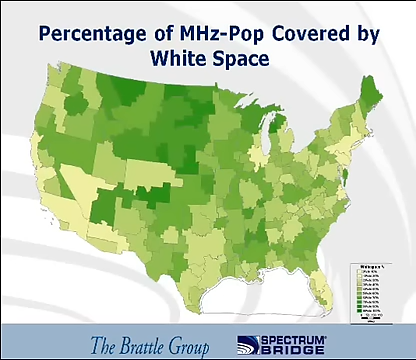 Percentage of MHz-Pop Covered by
White Space
The Brattle Group
SPECTRUM
BRIDGE